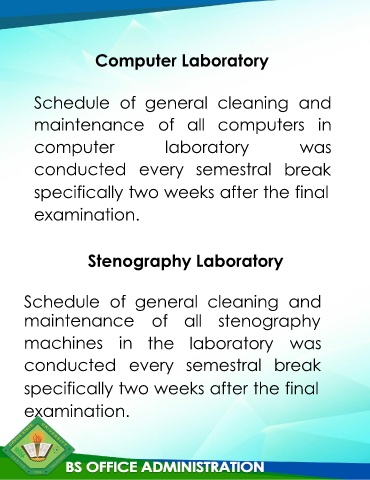 Computer Laboratory
Schedule of general cleaning and
maintenance of all computers in
computer laboratory was
conducted every semestral break
specifically two weeks after the final
examination.
Stenography Laboratory
Schedule of general cleaning and
maintenance of all stenography
machines in the laboratory was
conducted every semestral break
specifically two weeks after the final
examination.
BS OFFICE ADMINISTRATION